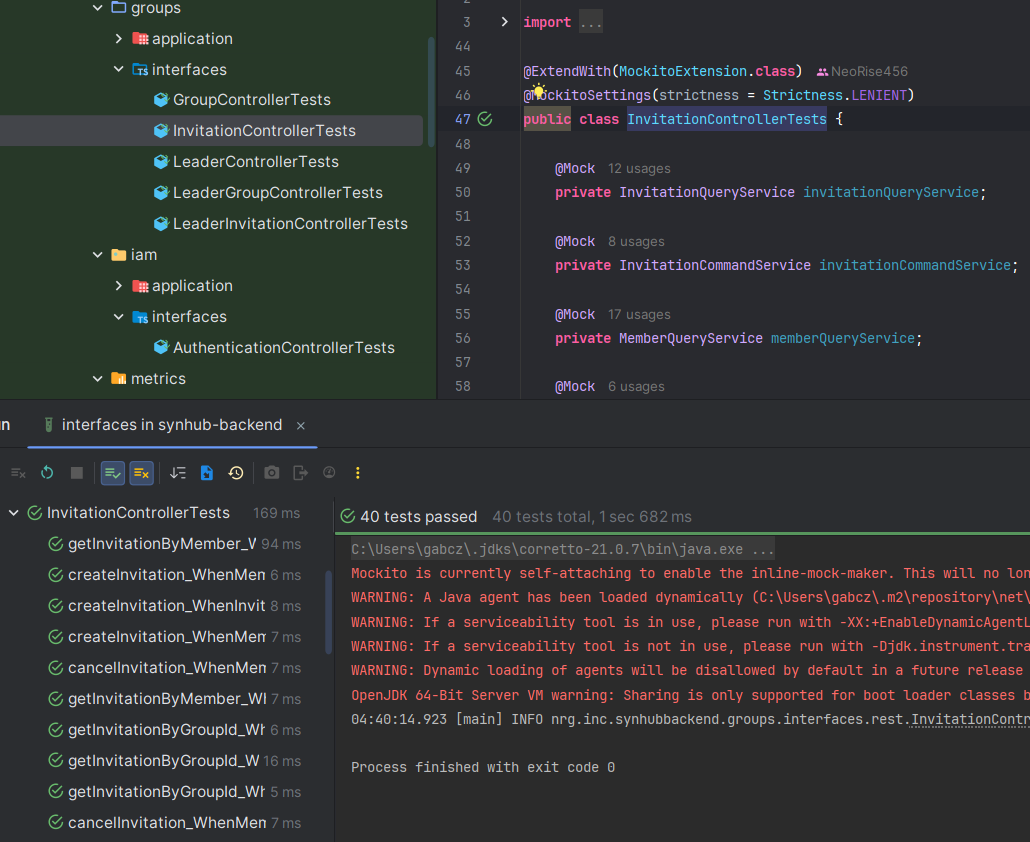 groups
application
interfaces
GroupControllerTests
InvitationControllerTests
LeaderControllerTests
LeaderGroupControllerTests
LeaderInvitationControllerTests
iam
application
interfaces
AuthenticationControllerTests
metrics
2
3 import ...
44
45 @ExtendWith(MockitoExtension.class) NeoRise456
46 @MockitoSettings(strictness = Strictness.LENIENT)
47 public class InvitationControllerTests {
48
49 @Mock 12 usages
50 private InvitationQueryService invitationQueryService;
51
52 @Mock 8 usages
53 private InvitationCommandService invitationCommandService;
54
55 @Mock 17 usages
56 private MemberQueryService memberQueryService;
57
58 @Mock 6 usages
n
interfaces in synhub-backend ×
InvitationControllerTests 169 ms
getInvitationByMember_W 94 ms
createInvitation_WhenMem 6 ms
createInvitation_WhenInvit 8 ms
createInvitation_WhenMem 7 ms
cancelInvitation_WhenMem 7 ms
getInvitationByMember_Wl 7 ms
getInvitationByGroupId_Wh 6 ms
getInvitationByGroupId_W 16 ms
getInvitationByGroupId_Wh 5 ms
cancelInvitation_WhenMem 7 ms
40 tests passed 40 tests total, 1 sec 682 ms
C:\Users\gabcz\.jdks\corretto-21.0.7\bin\java.exe ...
Mockito is currently self-attaching to enable the inline-mock-maker. This will no lon
WARNING: A Java agent has been loaded dynamically (C:\Users\gabcz\.m2\repository\net\
WARNING: If a serviceability tool is in use, please run with -XX:+EnableDynamicAgentL
WARNING: If a serviceability tool is not in use, please run with -Djdk.instrument.tra
WARNING: Dynamic loading of agents will be disallowed by default in a future release
OpenJDK 64-Bit Server VM warning: Sharing is only supported for boot loader classes b
04:40:14.923 [main] INFO nrg.inc.synhubbackend.groups.interfaces.rest.InvitationContr
Process finished with exit code 0